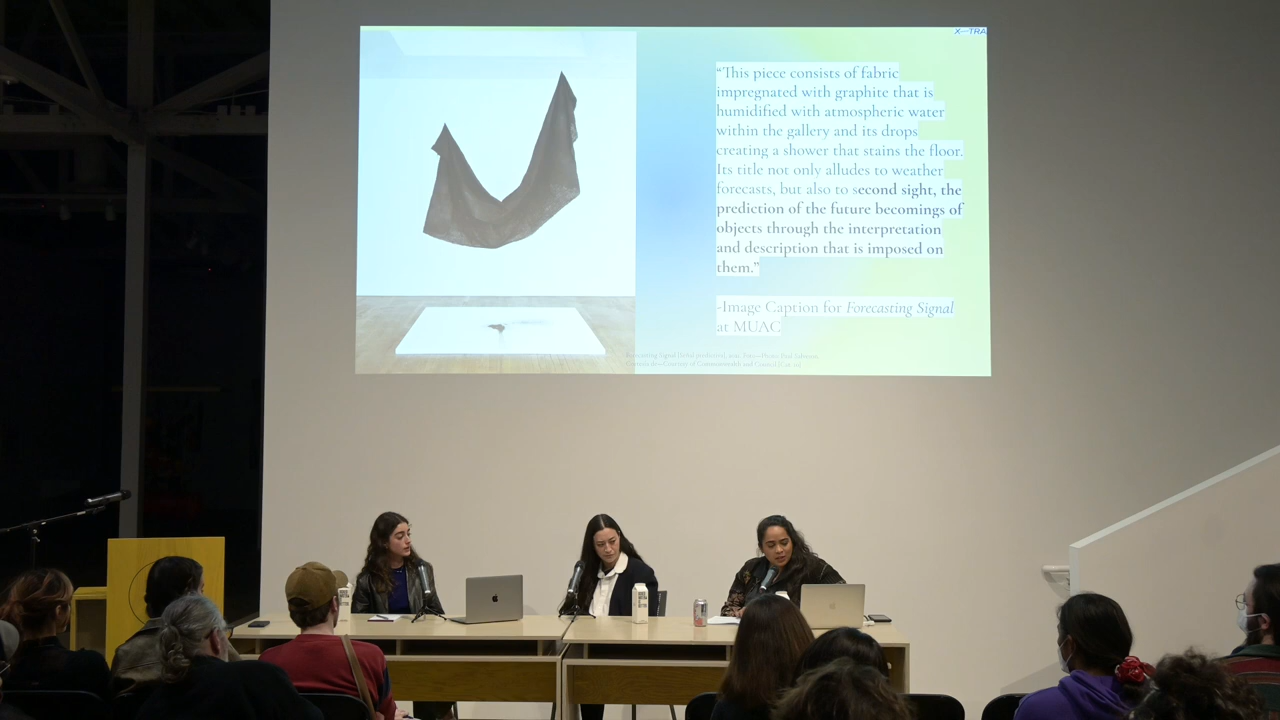 X—TRA
“This piece consists of fabric
impregnated with graphite that is
humidified with atmospheric water
within the gallery and its drops
creating a shower that stains the floor.
Its title not only alludes to weather
forecasts, but also to second sight, the
prediction of the future becomings of
objects through the interpretation
and description that is imposed on
them.”
-Image Caption for Forecasting Signal
at MUAC